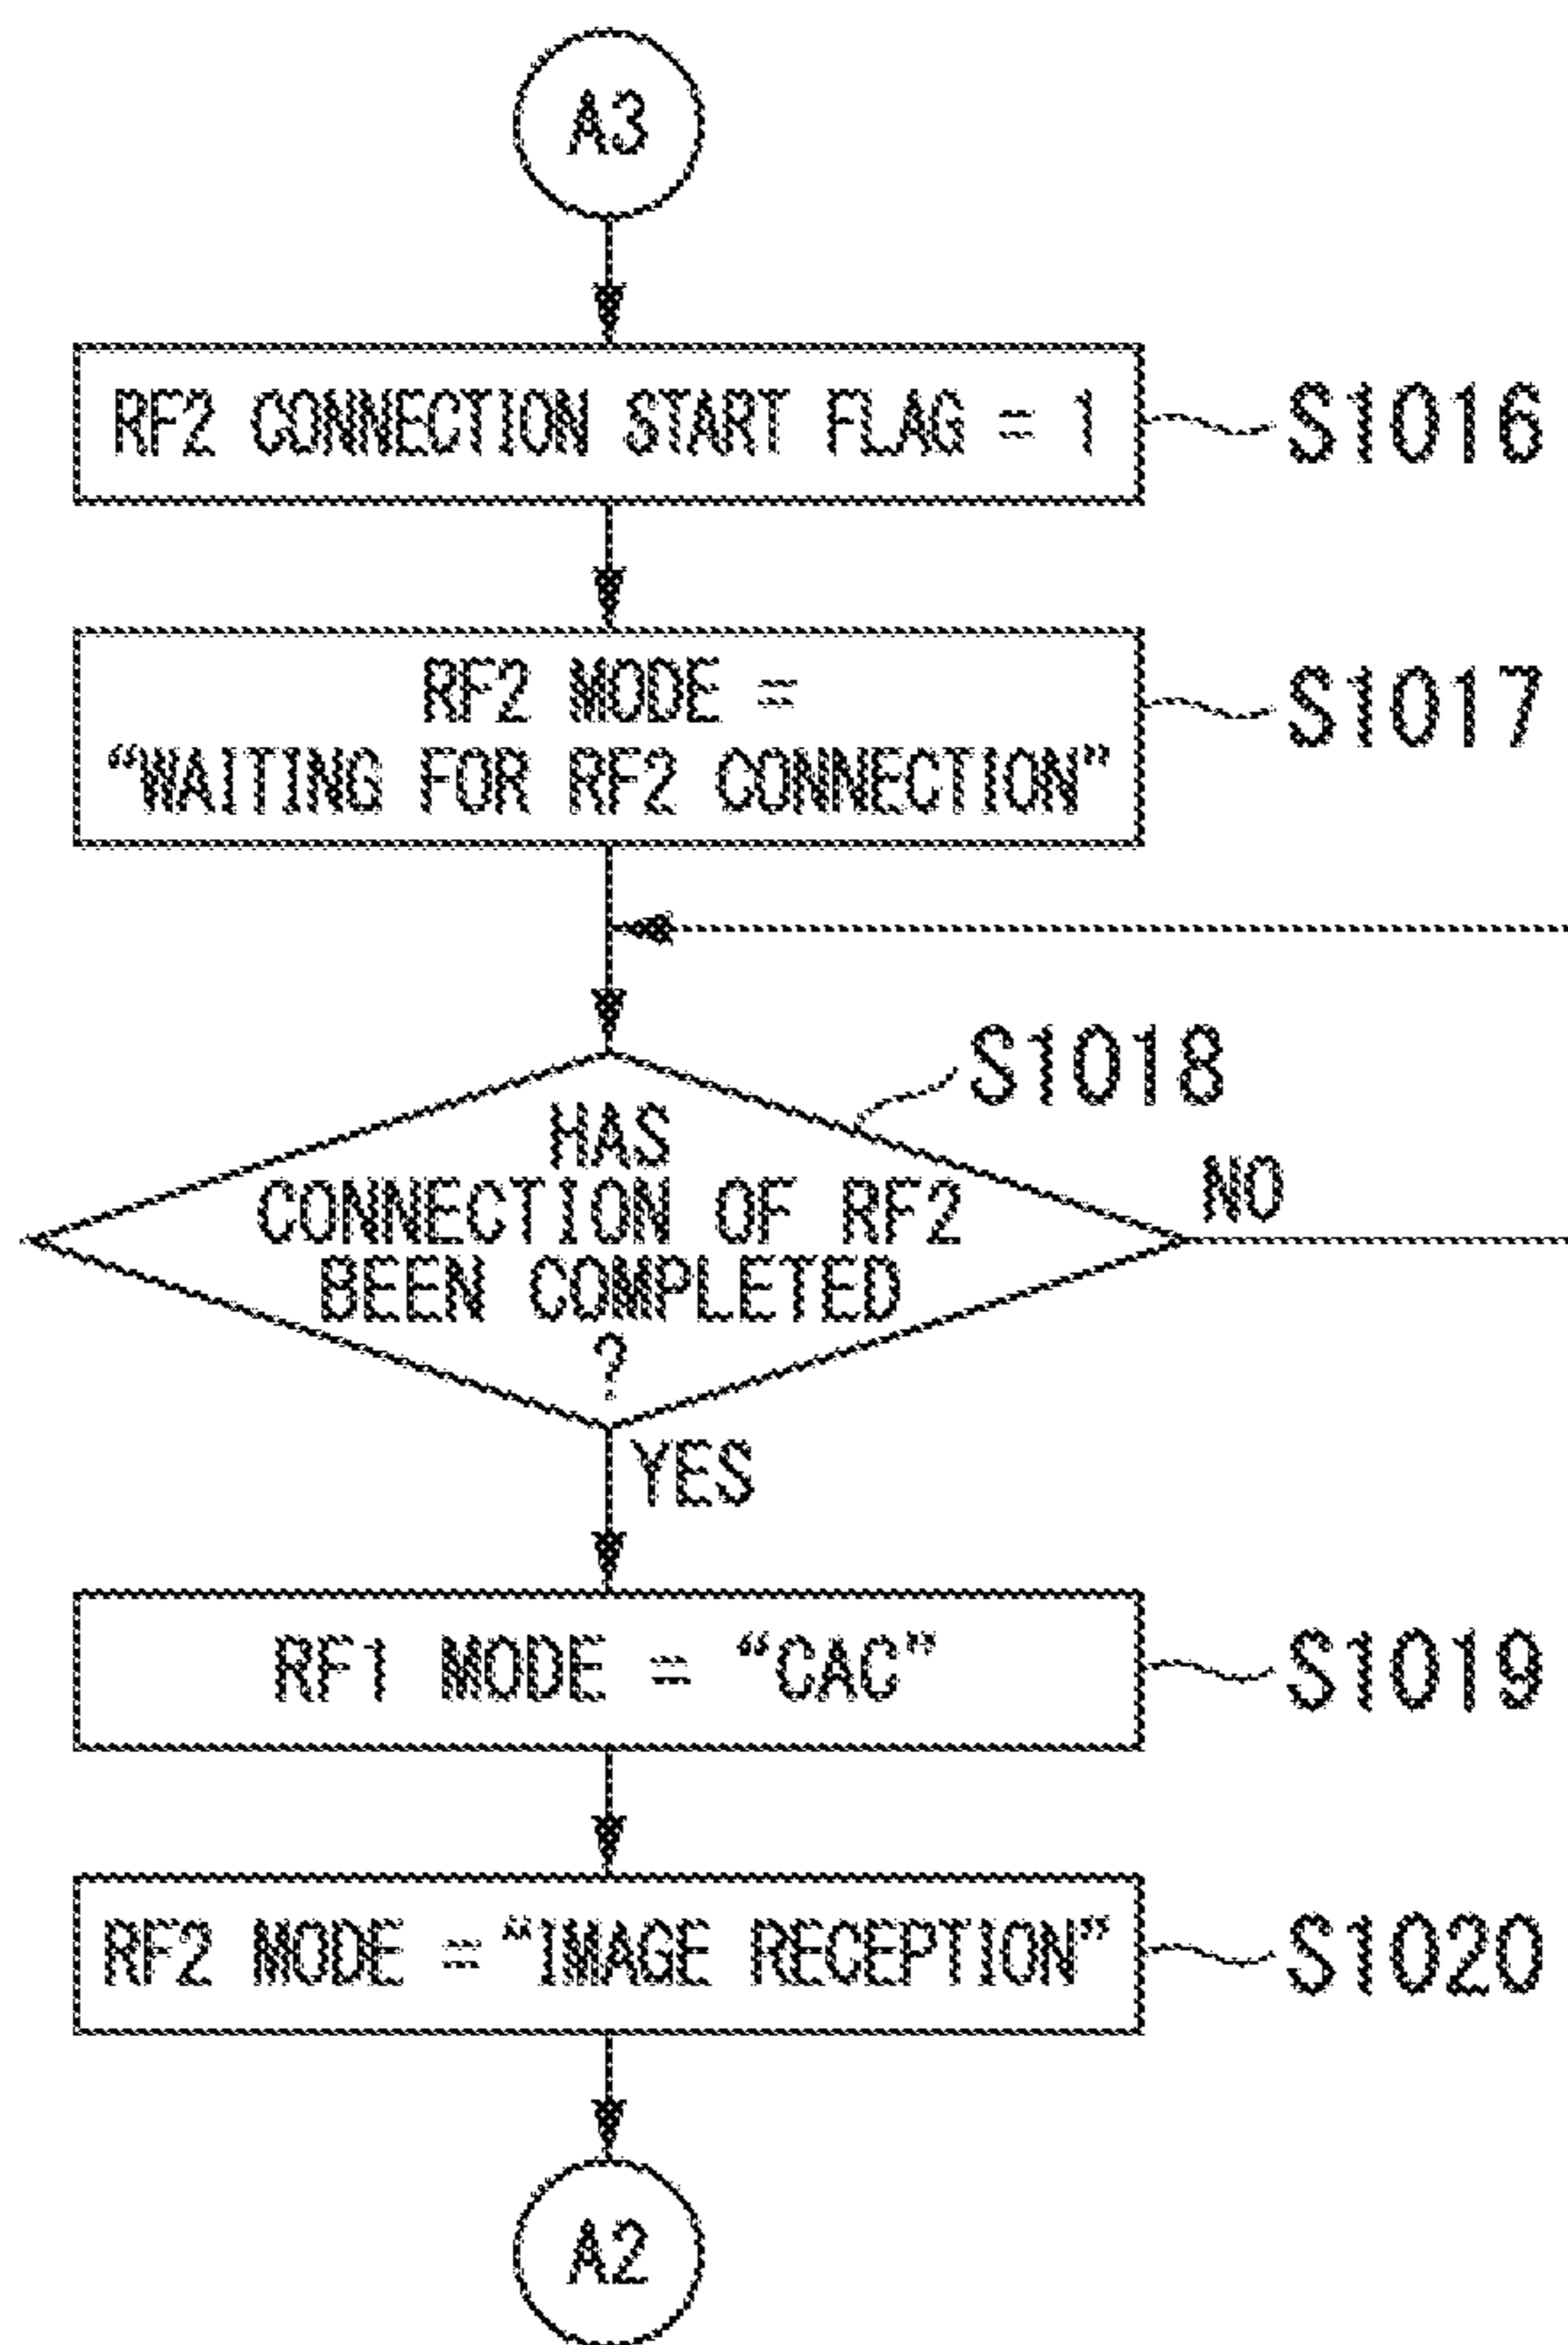 A3
RF2 CONNECTION START FLAG = 1
S1016
RF2 MODE =
“WAITING FOR RF2 CONNECTION”
S1017
S1018
HAS
CONNECTION OF RF2
BEEN COMPLETED
?
NO
YES
RF1 MODE = “CAC”
S1019
RF2 MODE =“IMAGE RECEPTION”
S1020
A2